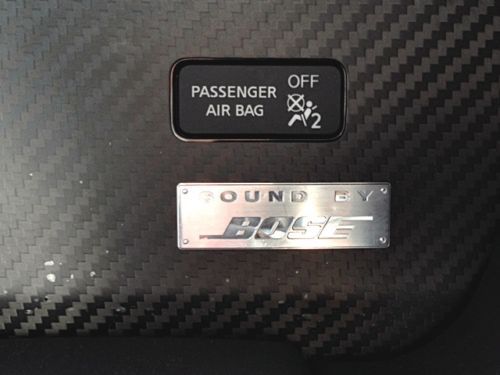 PASSENGER OFF
AIR BAG 2
SOUND BY
BOSE